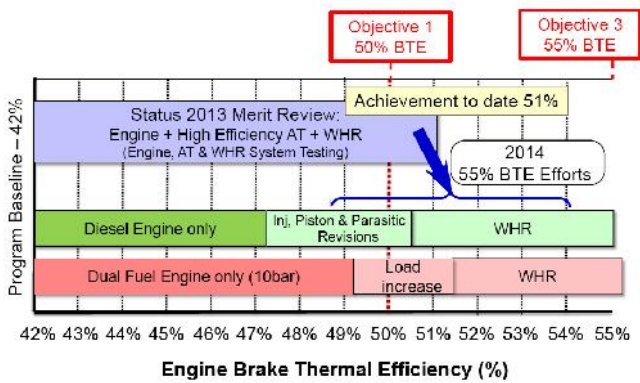 Objective 1
50% BTE
Objective 3
55% BTE
Program Baseline – 42%
Status 2013 Merit Review:
Engine + High Efficiency AT + WHR
(Engine, AT & WHR System Testing)
Achievement to date 51%
2014
55% BTE Efforts
Diesel Engine only
Inj, Piston & Parasitic
Revisions
WHR
Dual Fuel Engine only (10bar)
Load
increase
WHR
42% 43% 44% 45% 46% 47% 48% 49% 50% 51% 52% 53% 54% 55%
Engine Brake Thermal Efficiency (%)